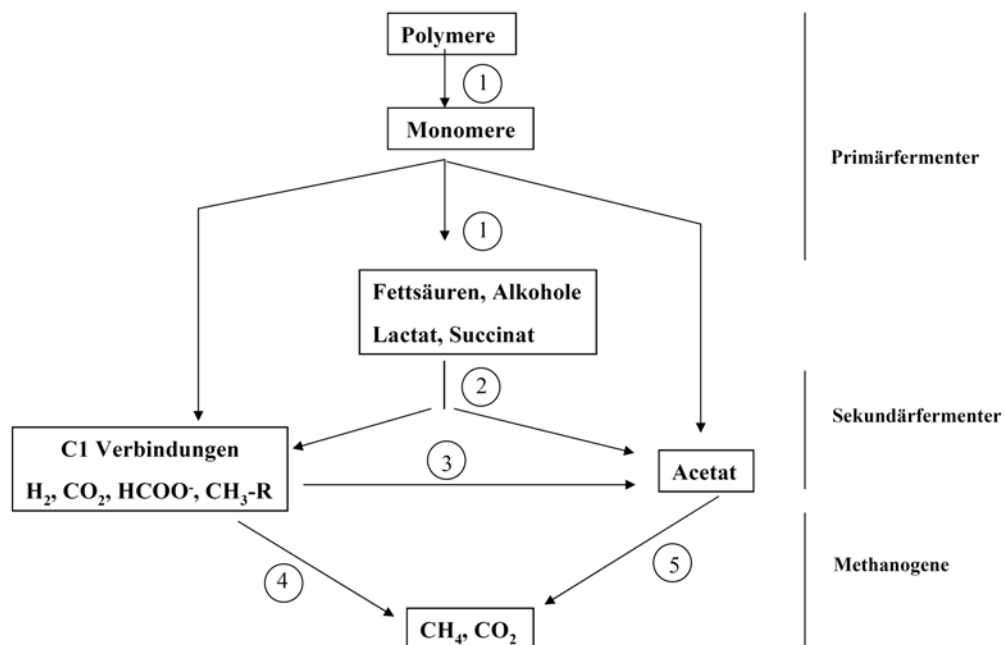 Polymere
1
Monomere
Primärfermenter
1
Fettsäuren, Alkohole
Lactat, Succinat
2
Sekundärfermenter
C1 Verbindungen
H₂, CO₂, HCOO⁻, CH₃-R
3
Acetat
Methanogene
4
5
CH₄, CO₂